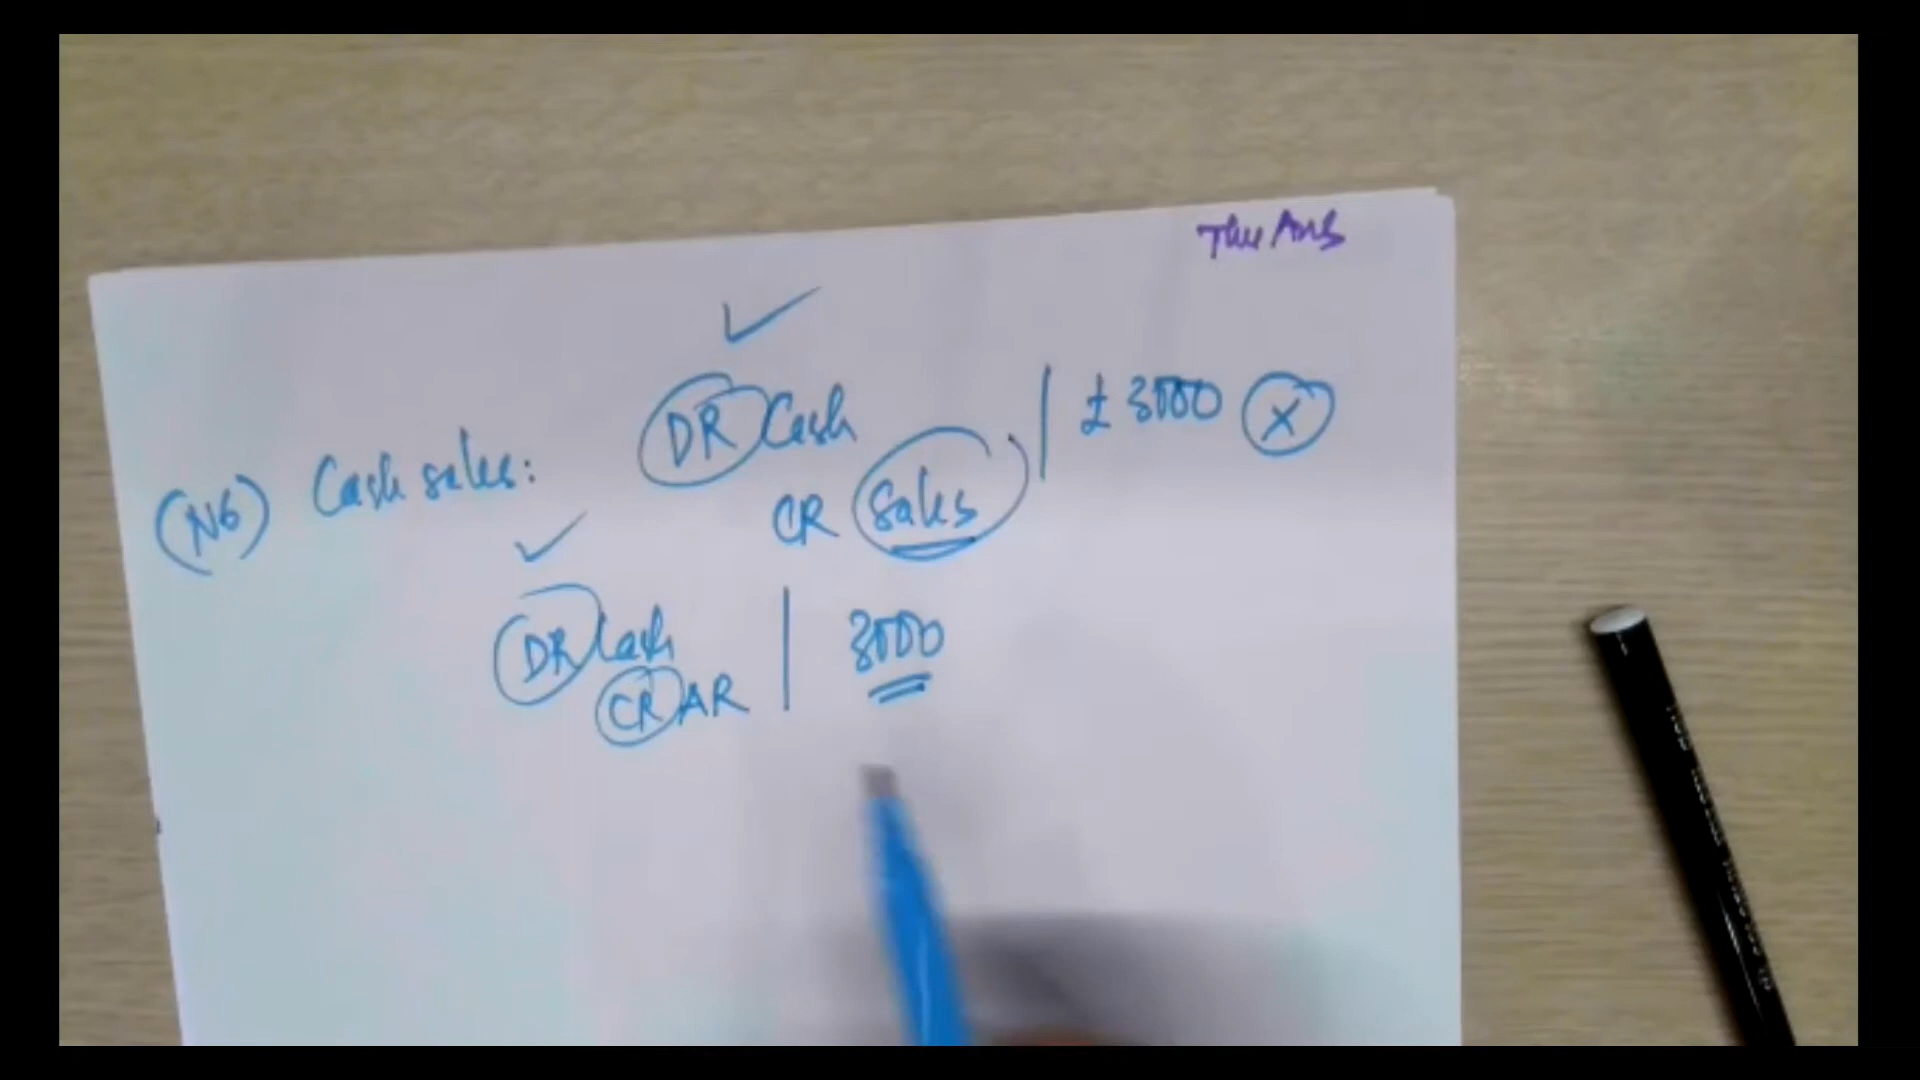 The Ans
(N6) Cash sales: DR Cash | £ 3000 X
CR Sales
DR Cash | 3000
CR AR